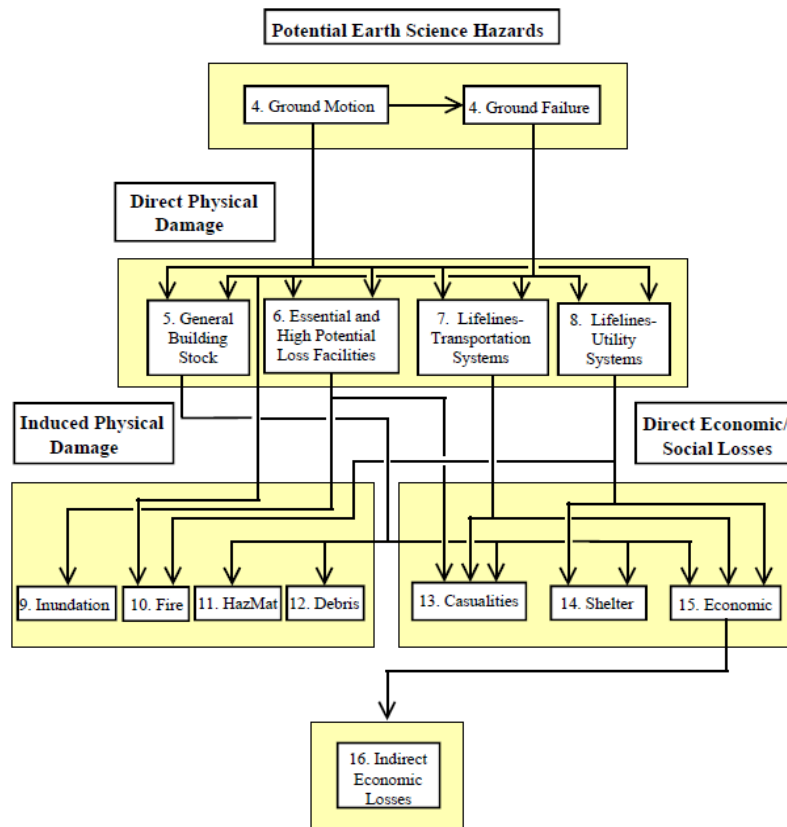 Potential Earth Science Hazards
4. Ground Motion
4. Ground Failure
Direct Physical
Damage
5. General
Building
Stock
6. Essential and
High Potential
Loss Facilities
7. Lifelines-
Transportation
Systems
8. Lifelines-
Utility
Systems
Induced Physical
Damage
Direct Economic/
Social Losses
9. Inundation
10. Fire
11. HazMat
12. Debris
13. Casualities
14. Shelter
15. Economic
16. Indirect
Economic
Losses